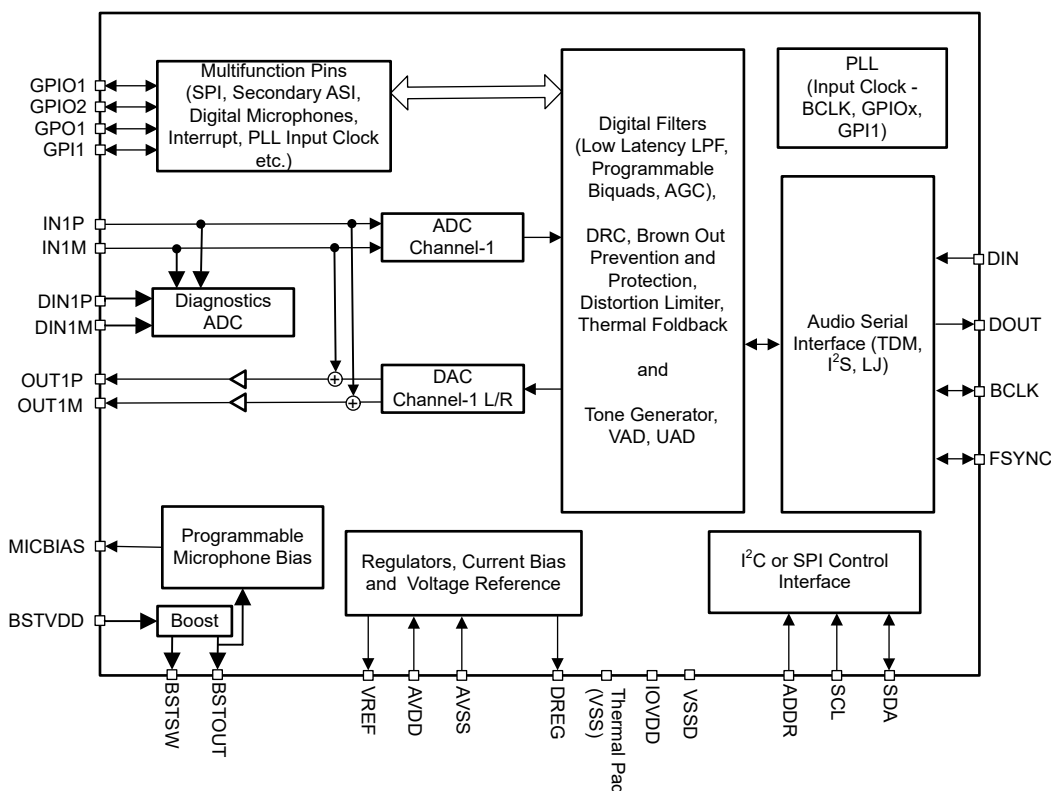 GPIO1
GPIO2
GPO1
GPI1
Multifunction Pins
(SPI, Secondary ASI,
Digital Microphones,
Interrupt, PLL Input Clock
etc.)
PLL
(Input Clock -
BCLK, GPIOx,
GPI1)
Digital Filters
(Low Latency LPF,
Programmable
Biquads, AGC),
DRC, Brown Out
Prevention and
Protection,
Distortion Limiter,
Thermal Foldback
and
Tone Generator,
VAD, UAD
IN1P
IN1M
ADC
Channel-1
DIN1P
DIN1M
Diagnostics
ADC
OUT1P
OUT1M
DAC
Channel-1 L/R
Audio Serial
Interface (TDM,
I²S, LJ)
DIN
DOUT
BCLK
FSYNC
MICBIAS
Programmable
Microphone Bias
BSTVDD
Boost
Regulators, Current Bias
and Voltage Reference
I²C or SPI Control
Interface
BSTSW
BSTOUT
VREF
AVDD
AVSS
DREG
Thermal Pad
(VSS)
IOVDD
VSSD
ADDR
SCL
SDA